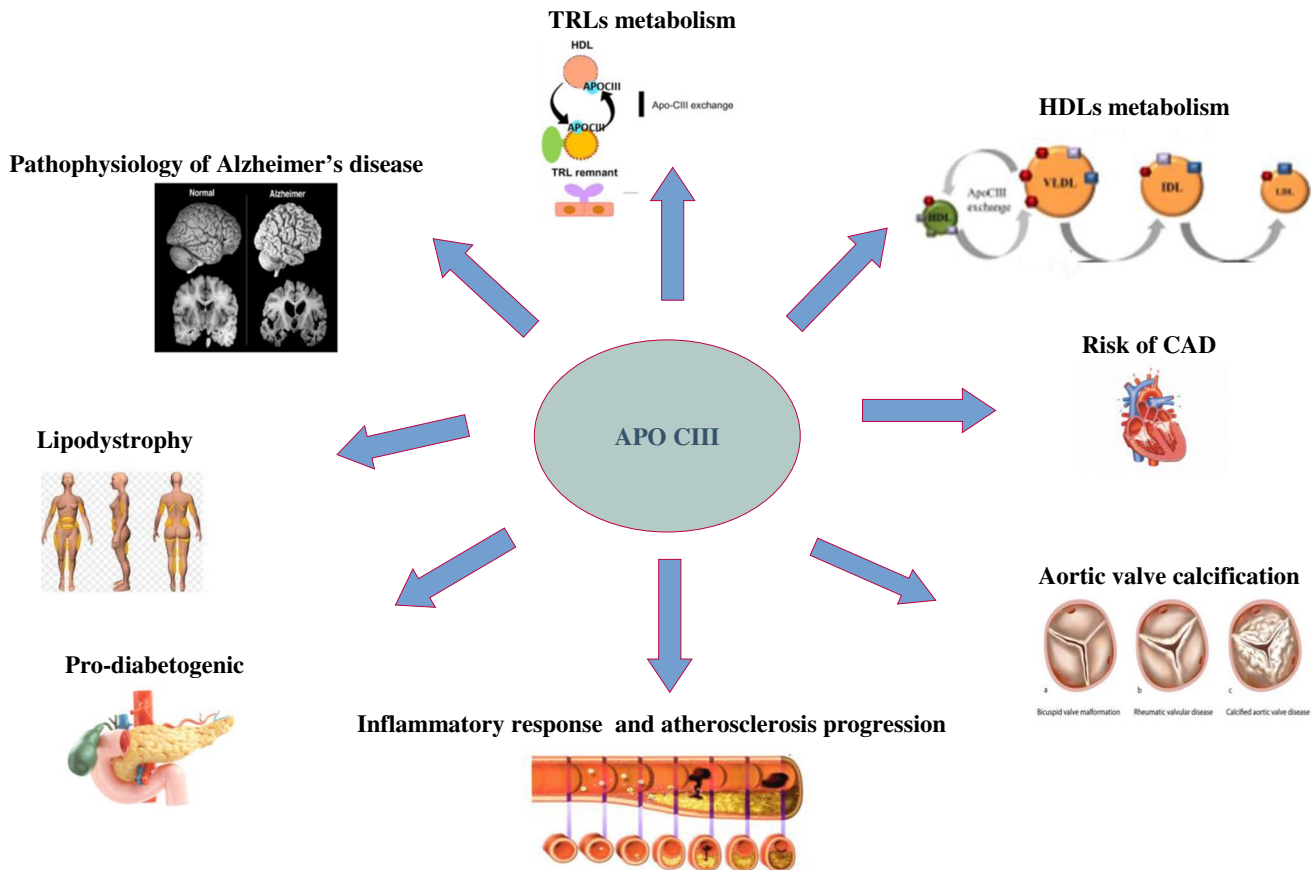 TRLs metabolism
HDL
APOCIII
Apo-CIII exchange
APOCIII
TRL remnant
HDLs metabolism
VLDL
IDL
LDL
ApoCIII
exchange
HDL
Pathophysiology of Alzheimer’s disease
Normal
Alzheimer
Risk of CAD
APO CIII
Lipodystrophy
Aortic valve calcification
a
b
c
Bicuspid valve malformation
Rheumatic valvular disease
Calcified aortic valve disease
Pro-diabetogenic
Inflammatory response and atherosclerosis progression